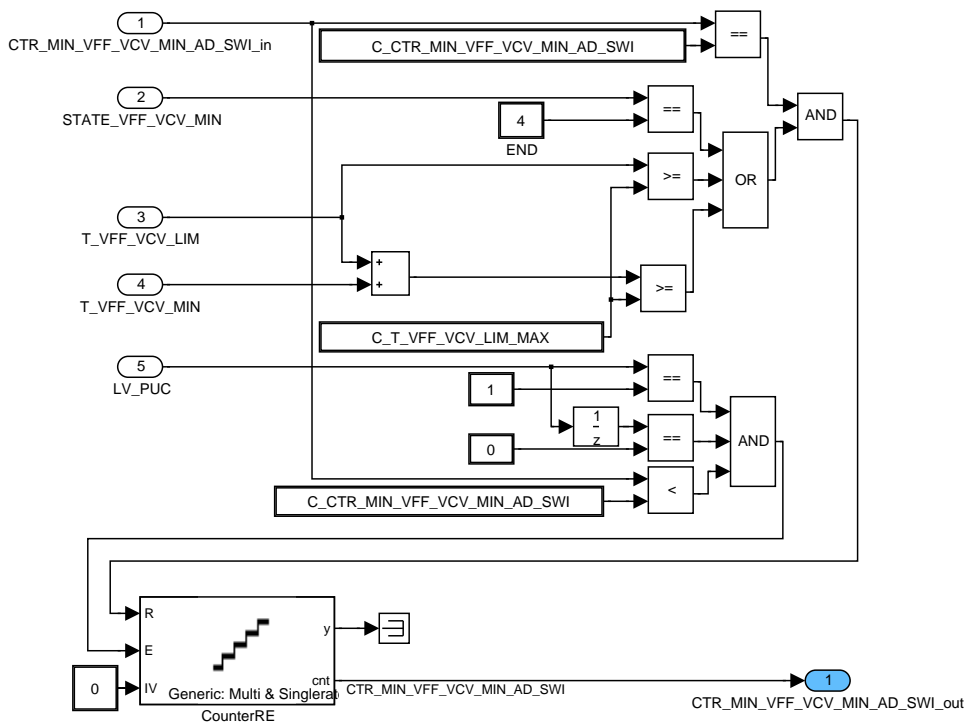 1
CTR_MIN_VFF_VCV_MIN_AD_SWI_in
C_CTR_MIN_VFF_VCV_MIN_AD_SWI
==
2
STATE_VFF_VCV_MIN
4
END
==
AND
>=
OR
3
T_VFF_VCV_LIM
+
+
4
T_VFF_VCV_MIN
>=
C_T_VFF_VCV_LIM_MAX
5
LV_PUC
1
==
1
z
0
==
AND
C_CTR_MIN_VFF_VCV_MIN_AD_SWI
<
R
E
IV
0
y
cnt
Generic: Multi & Singlerat
CounterRE
CTR_MIN_VFF_VCV_MIN_AD_SWI
1
CTR_MIN_VFF_VCV_MIN_AD_SWI_out